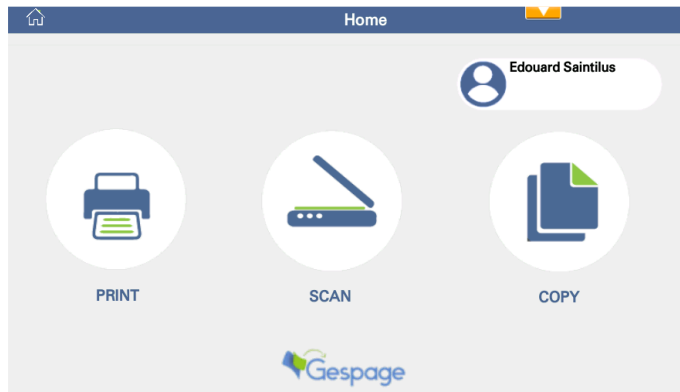 Home
Edouard Saintilus
PRINT
SCAN
COPY
Gespage